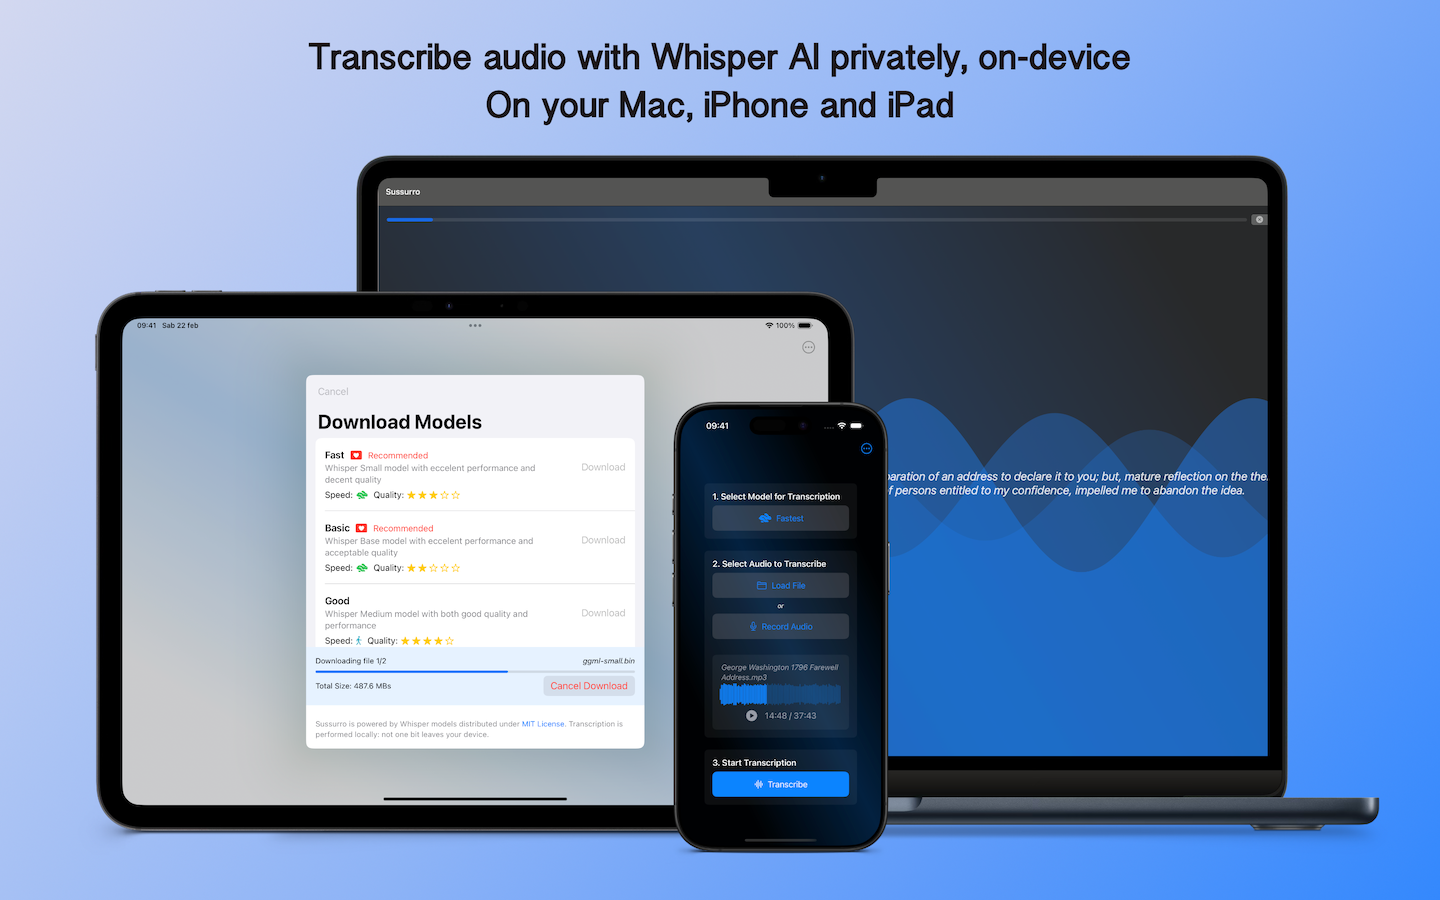 Transcribe audio with Whisper AI privately, on-device
On your Mac, iPhone and iPad
Sussurro
paration of an address to declare it to you; but, mature reflection on the the
f persons entitled to my confidence, impelled me to abandon the idea.
09:41 Sab 22 feb
100%
Cancel
Download Models
Fast Recommended
Whisper Small model with eccelent performance and
decent quality
Download
Speed: Quality: ★★★☆☆
Basic Recommended
Whisper Base model with eccelent performance and
acceptable quality
Download
Speed: Quality: ★★☆☆☆
Good
Whisper Medium model with both good quality and
performance
Download
Speed: Quality: ★★★★☆
Downloading file 1/2 ggml-small.bin
Total Size: 487.6 MBs Cancel Download
Sussurro is powered by Whisper models distributed under MIT License. Transcription is
performed locally: not one bit leaves your device.
09:41
1. Select Model for Transcription
Fastest
2. Select Audio to Transcribe
Load File
or
Record Audio
George Washington 1796 Farewell
Address.mp3
14:48 / 37:43
3. Start Transcription
Transcribe